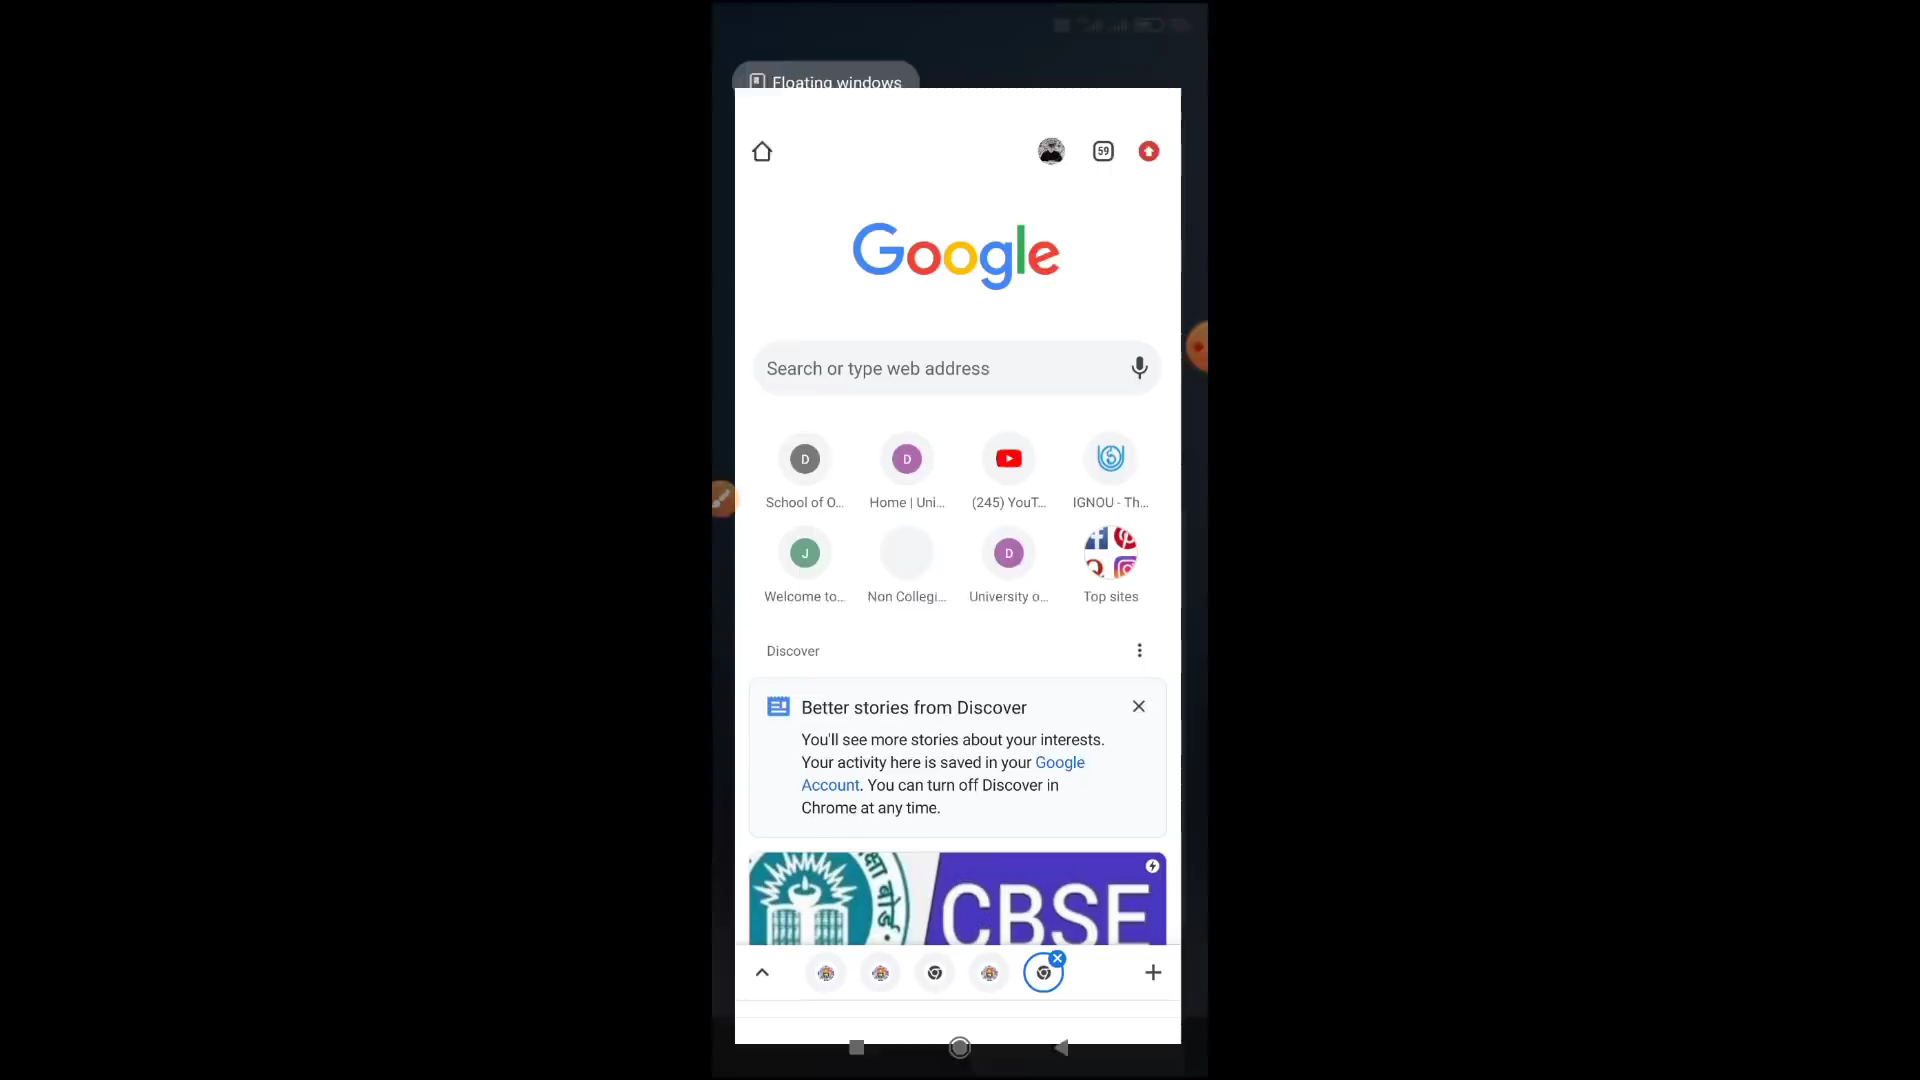 Floating windows
59
Google
Search or type web address
D
D
School of O...
Home | Uni...
(245) YouT...
IGNOU - Th...
J
D
Welcome to...
Non Collegi...
University o...
Top sites
Discover
Better stories from Discover
You'll see more stories about your interests.
Your activity here is saved in your Google
Account. You can turn off Discover in
Chrome at any time.
CBSE